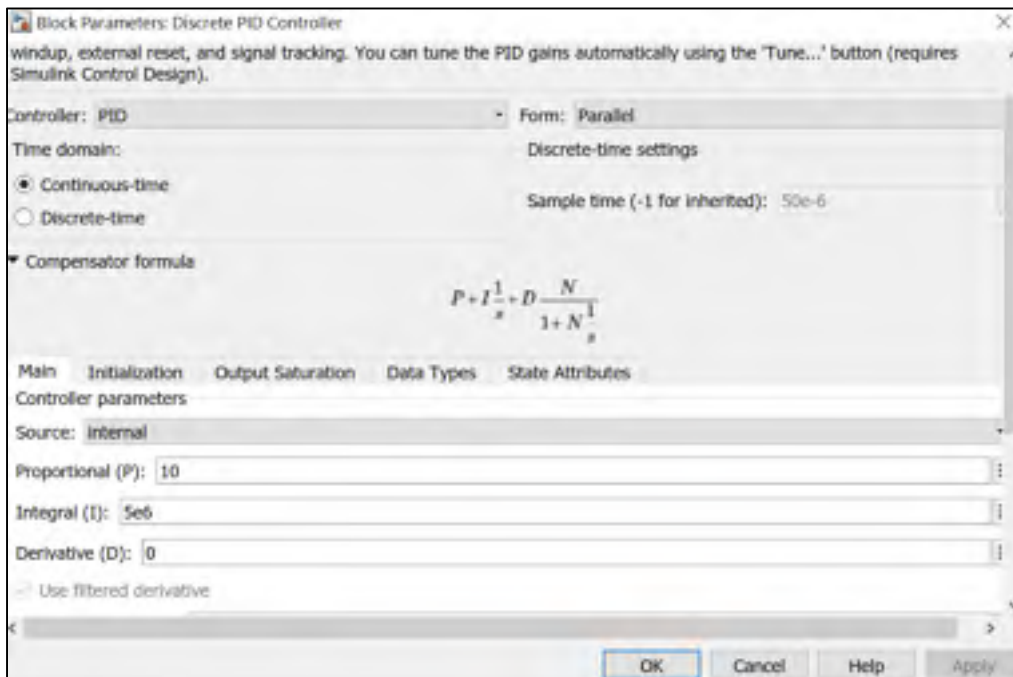 Block Parameters: Discrete PID Controller
windup, external reset, and signal tracking. You can tune the PID gains automatically using the 'Tune...' button (requires
Simulink Control Design).
Controller: PID
Form: Parallel
Time domain:
Discrete-time settings
Continuous-time
Sample time (-1 for inherited): 50e-6
Discrete-time
Compensator formula
P + I 1/s + D N/(1 + N 1/s)
Main Initialization Output Saturation Data Types State Attributes
Controller parameters
Source: internal
Proportional (P): 10
Integral (I): 5e6
Derivative (D): 0
Use filtered derivative
OK Cancel Help Apply